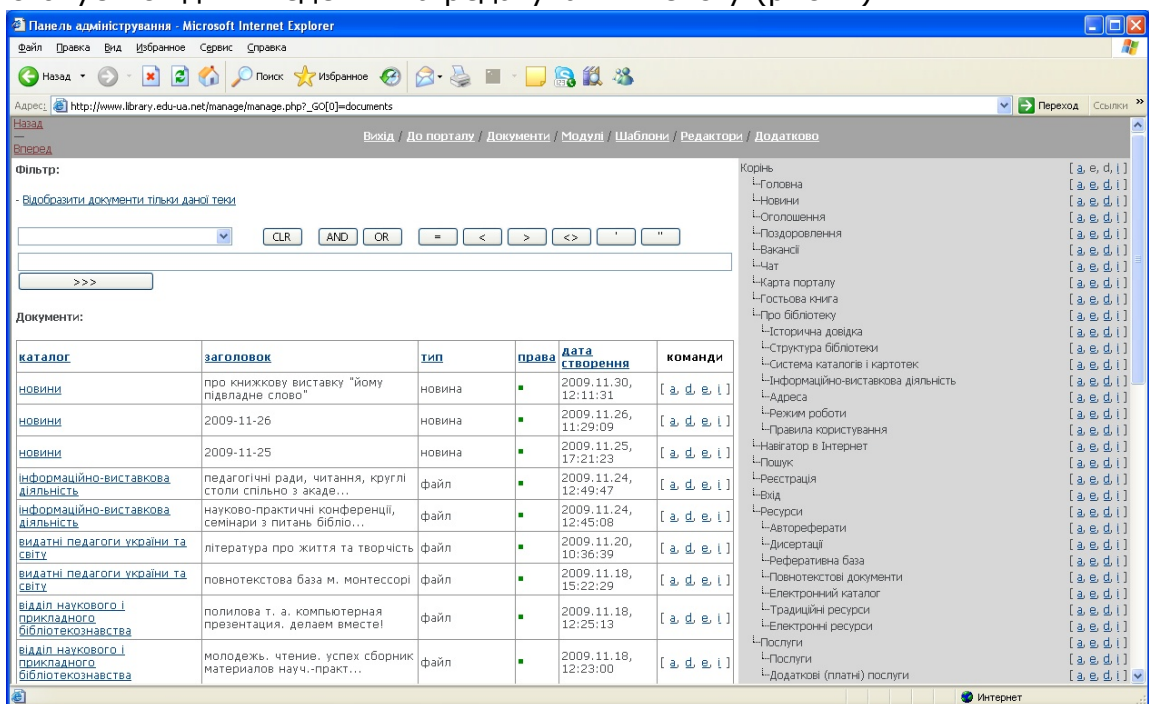 Панель адміністрування - Microsoft Internet Explorer
Файл Правка Вид Избранное Сервис Справка
Назад Поиск Избранное
Адрес: http://www.library.edu-ua.net/manage/manage.php?_GO[0]=documents Переход Ссылки »
Назад
—
Вперед
Вихід / До порталу / Документи / Модулі / Шаблони / Редактори / Додатково
Фільтр:
- Відобразити документи тільки даної теки
CLR AND OR = < > <> ' "
>>>
Документи:
каталог заголовок тип права дата створення команди
новини про книжкову виставку "йому підвладне слово" новина 2009.11.30, 12:11:31 [ a, d, e, i ]
новини 2009-11-26 новина 2009.11.26, 11:29:09 [ a, d, e, i ]
новини 2009-11-25 новина 2009.11.25, 17:21:23 [ a, d, e, i ]
інформаційно-виставкова діяльність педагогічні ради, читання, круглі столи спільно з акаде... файл 2009.11.24, 12:49:47 [ a, d, e, i ]
інформаційно-виставкова діяльність науково-практичні конференції, семінари з питань бібліо... файл 2009.11.24, 12:45:08 [ a, d, e, i ]
видатні педагоги україни та світу література про життя та творчість файл 2009.11.20, 10:36:39 [ a, d, e, i ]
видатні педагоги україни та світу повнотекстова база м. монтессорі файл 2009.11.18, 15:22:29 [ a, d, e, i ]
відділ наукового і прикладного бібліотекознавства полилова т. а. компьютерная презентация. делаем вместе! файл 2009.11.18, 12:25:13 [ a, d, e, i ]
відділ наукового і прикладного бібліотекознавства молодежь. чтение. успех сборник материалов науч.-практ... файл 2009.11.18, 12:23:00 [ a, d, e, i ]
Корінь [ a, e, d, i ]
Головна [ a, e, d, i ]
Новини [ a, e, d, i ]
Оголошення [ a, e, d, i ]
Поздоровлення [ a, e, d, i ]
Вакансії [ a, e, d, i ]
Чат [ a, e, d, i ]
Карта порталу [ a, e, d, i ]
Гостьова книга [ a, e, d, i ]
Про бібліотеку [ a, e, d, i ]
Історична довідка [ a, e, d, i ]
Структура бібліотеки [ a, e, d, i ]
Система каталогів і картотек [ a, e, d, i ]
Інформаційно-виставкова діяльність [ a, e, d, i ]
Адреса [ a, e, d, i ]
Режим роботи [ a, e, d, i ]
Правила користування [ a, e, d, i ]
Навігатор в Інтернет [ a, e, d, i ]
Пошук [ a, e, d, i ]
Реєстрація [ a, e, d, i ]
Вхід [ a, e, d, i ]
Ресурси [ a, e, d, i ]
Автореферати [ a, e, d, i ]
Дисертації [ a, e, d, i ]
Реферативна база [ a, e, d, i ]
Повнотекстові документи [ a, e, d, i ]
Електронний каталог [ a, e, d, i ]
Традиційні ресурси [ a, e, d, i ]
Електронні ресурси [ a, e, d, i ]
Послуги [ a, e, d, i ]
Послуги [ a, e, d, i ]
Додаткові (платні) послуги [ a, e, d, i ]
Интернет